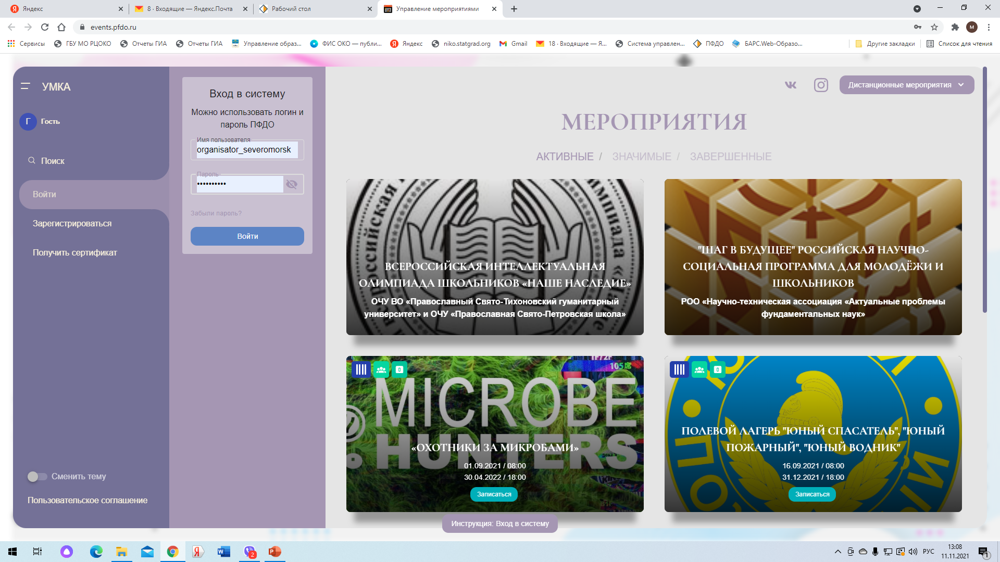 Яндекс
8 · Входящие — Яндекс.Почта
Рабочий стол
Управление мероприятиями
events.pfdo.ru
М
Сервисы
ГБУ МО РЦОКО
Отчеты ГИА
Отчеты ГИА
Управление образ...
ФИС ОКО — публи...
Яндекс
niko.statgrad.org
Gmail
18 · Входящие — Я...
Система управлен...
ПФДО
БАРС.Web-Образо...
Другие закладки
Список для чтения
УМКА
Г
Гость
Поиск
Войти
Зарегистрироваться
Получить сертификат
Сменить тему
Пользовательское соглашение
Вход в систему
Можно использовать логин и
пароль ПФДО
Имя пользователя
organisator_severomorsk
Пароль
••••••••••
Забыли пароль?
Войти
Дистанционные мероприятия
МЕРОПРИЯТИЯ
АКТИВНЫЕ / ЗНАЧИМЫЕ / ЗАВЕРШЕННЫЕ
ВСЕРОССИЙСКАЯ ИНТЕЛЛЕКТУАЛЬНАЯ
ОЛИМПИАДА ШКОЛЬНИКОВ «НАШЕ НАСЛЕДИЕ»
ОЧУ ВО «Православный Свято-Тихоновский гуманитарный
университет» и ОЧУ «Православная Свято-Петровская школа»
"ШАГ В БУДУЩЕЕ" РОССИЙСКАЯ НАУЧНО-
СОЦИАЛЬНАЯ ПРОГРАММА ДЛЯ МОЛОДЁЖИ И
ШКОЛЬНИКОВ
РОО «Научно-техническая ассоциация «Актуальные проблемы
фундаментальных наук»
MICROBE
HUNTERS
«ОХОТНИКИ ЗА МИКРОБАМИ»
01.09.2021 / 08:00
30.04.2022 / 18:00
Записаться
ПОЛЕВОЙ ЛАГЕРЬ "ЮНЫЙ СПАСАТЕЛЬ", "ЮНЫЙ
ПОЖАРНЫЙ", "ЮНЫЙ ВОДНИК"
16.09.2021 / 08:00
31.12.2021 / 18:00
Записаться
Инструкция: Вход в систему
2
РУС
13:08
11.11.2021
1